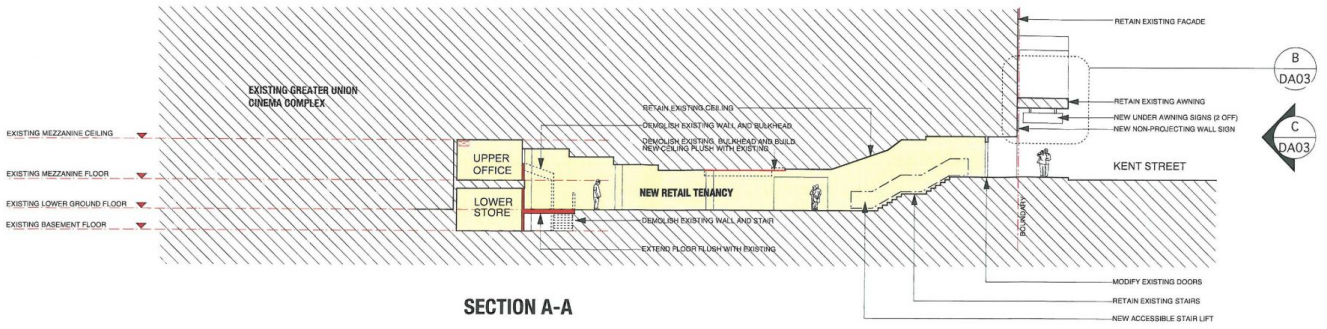 RETAIN EXISTING FACADE
B
DA03
EXISTING GREATER UNION
CINEMA COMPLEX
RETAIN EXISTING CEILING
RETAIN EXISTING AWNING
NEW UNDER AWNING SIGNS (2 OFF)
DEMOLISH EXISTING WALL AND BULKHEAD
NEW NON-PROJECTING WALL SIGN
C
DA03
EXISTING MEZZANINE CEILING
DEMOLISH EXISTING BULKHEAD AND BUILD
NEW CEILING FLUSH WITH EXISTING
UPPER
OFFICE
KENT STREET
EXISTING MEZZANINE FLOOR
NEW RETAIL TENANCY
LOWER
STORE
EXISTING LOWER GROUND FLOOR
DEMOLISH EXISTING WALL AND STAIR
EXISTING BASEMENT FLOOR
BOUNDARY
EXTEND FLOOR FLUSH WITH EXISTING
MODIFY EXISTING DOORS
RETAIN EXISTING STAIRS
NEW ACCESSIBLE STAIR LIFT
SECTION A-A